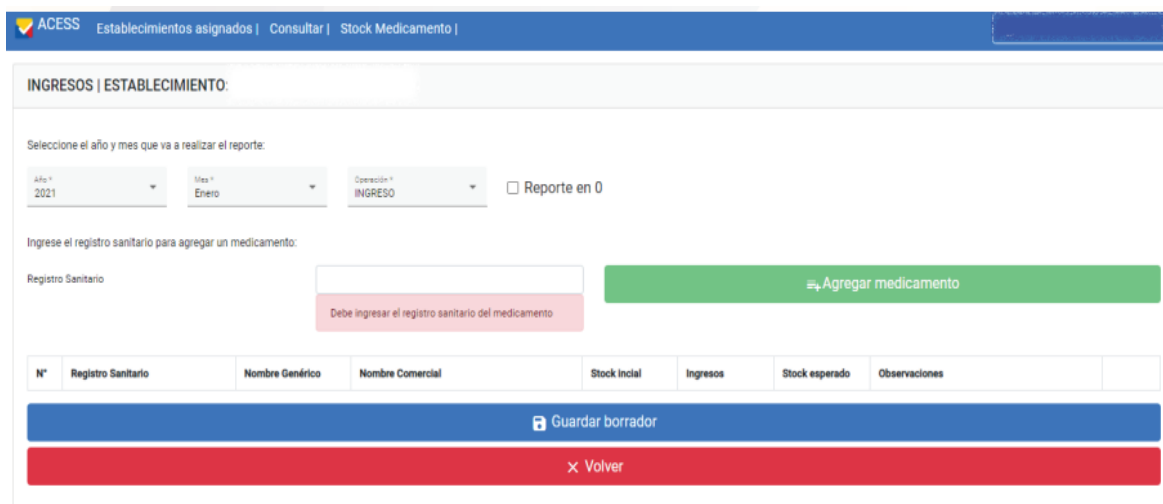 ACESS Establecimientos asignados | Consultar | Stock Medicamento |
INGRESOS | ESTABLECIMIENTO:
Seleccione el año y mes que va a realizar el reporte:
Año * Mes * Operación *
2021 Enero INGRESO Reporte en 0
Ingrese el registro sanitario para agregar un medicamento:
Registro Sanitario Agregar medicamento
Debe ingresar el registro sanitario del medicamento
N° Registro Sanitario Nombre Genérico Nombre Comercial Stock Incial Ingresos Stock esperado Observaciones
Guardar borrador
Volver